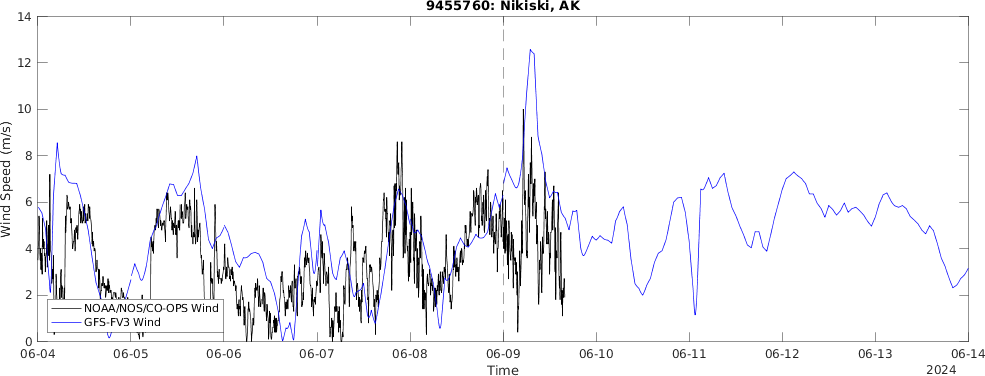 9455760: Nikiski, AK
Wind Speed (m/s)
14
12
10
8
6
4
2
0
NOAA/NOS/CO-OPS Wind
GFS-FV3 Wind
06-04 06-05 06-06 06-07 06-08 06-09 06-10 06-11 06-12 06-13 06-14
Time
2024